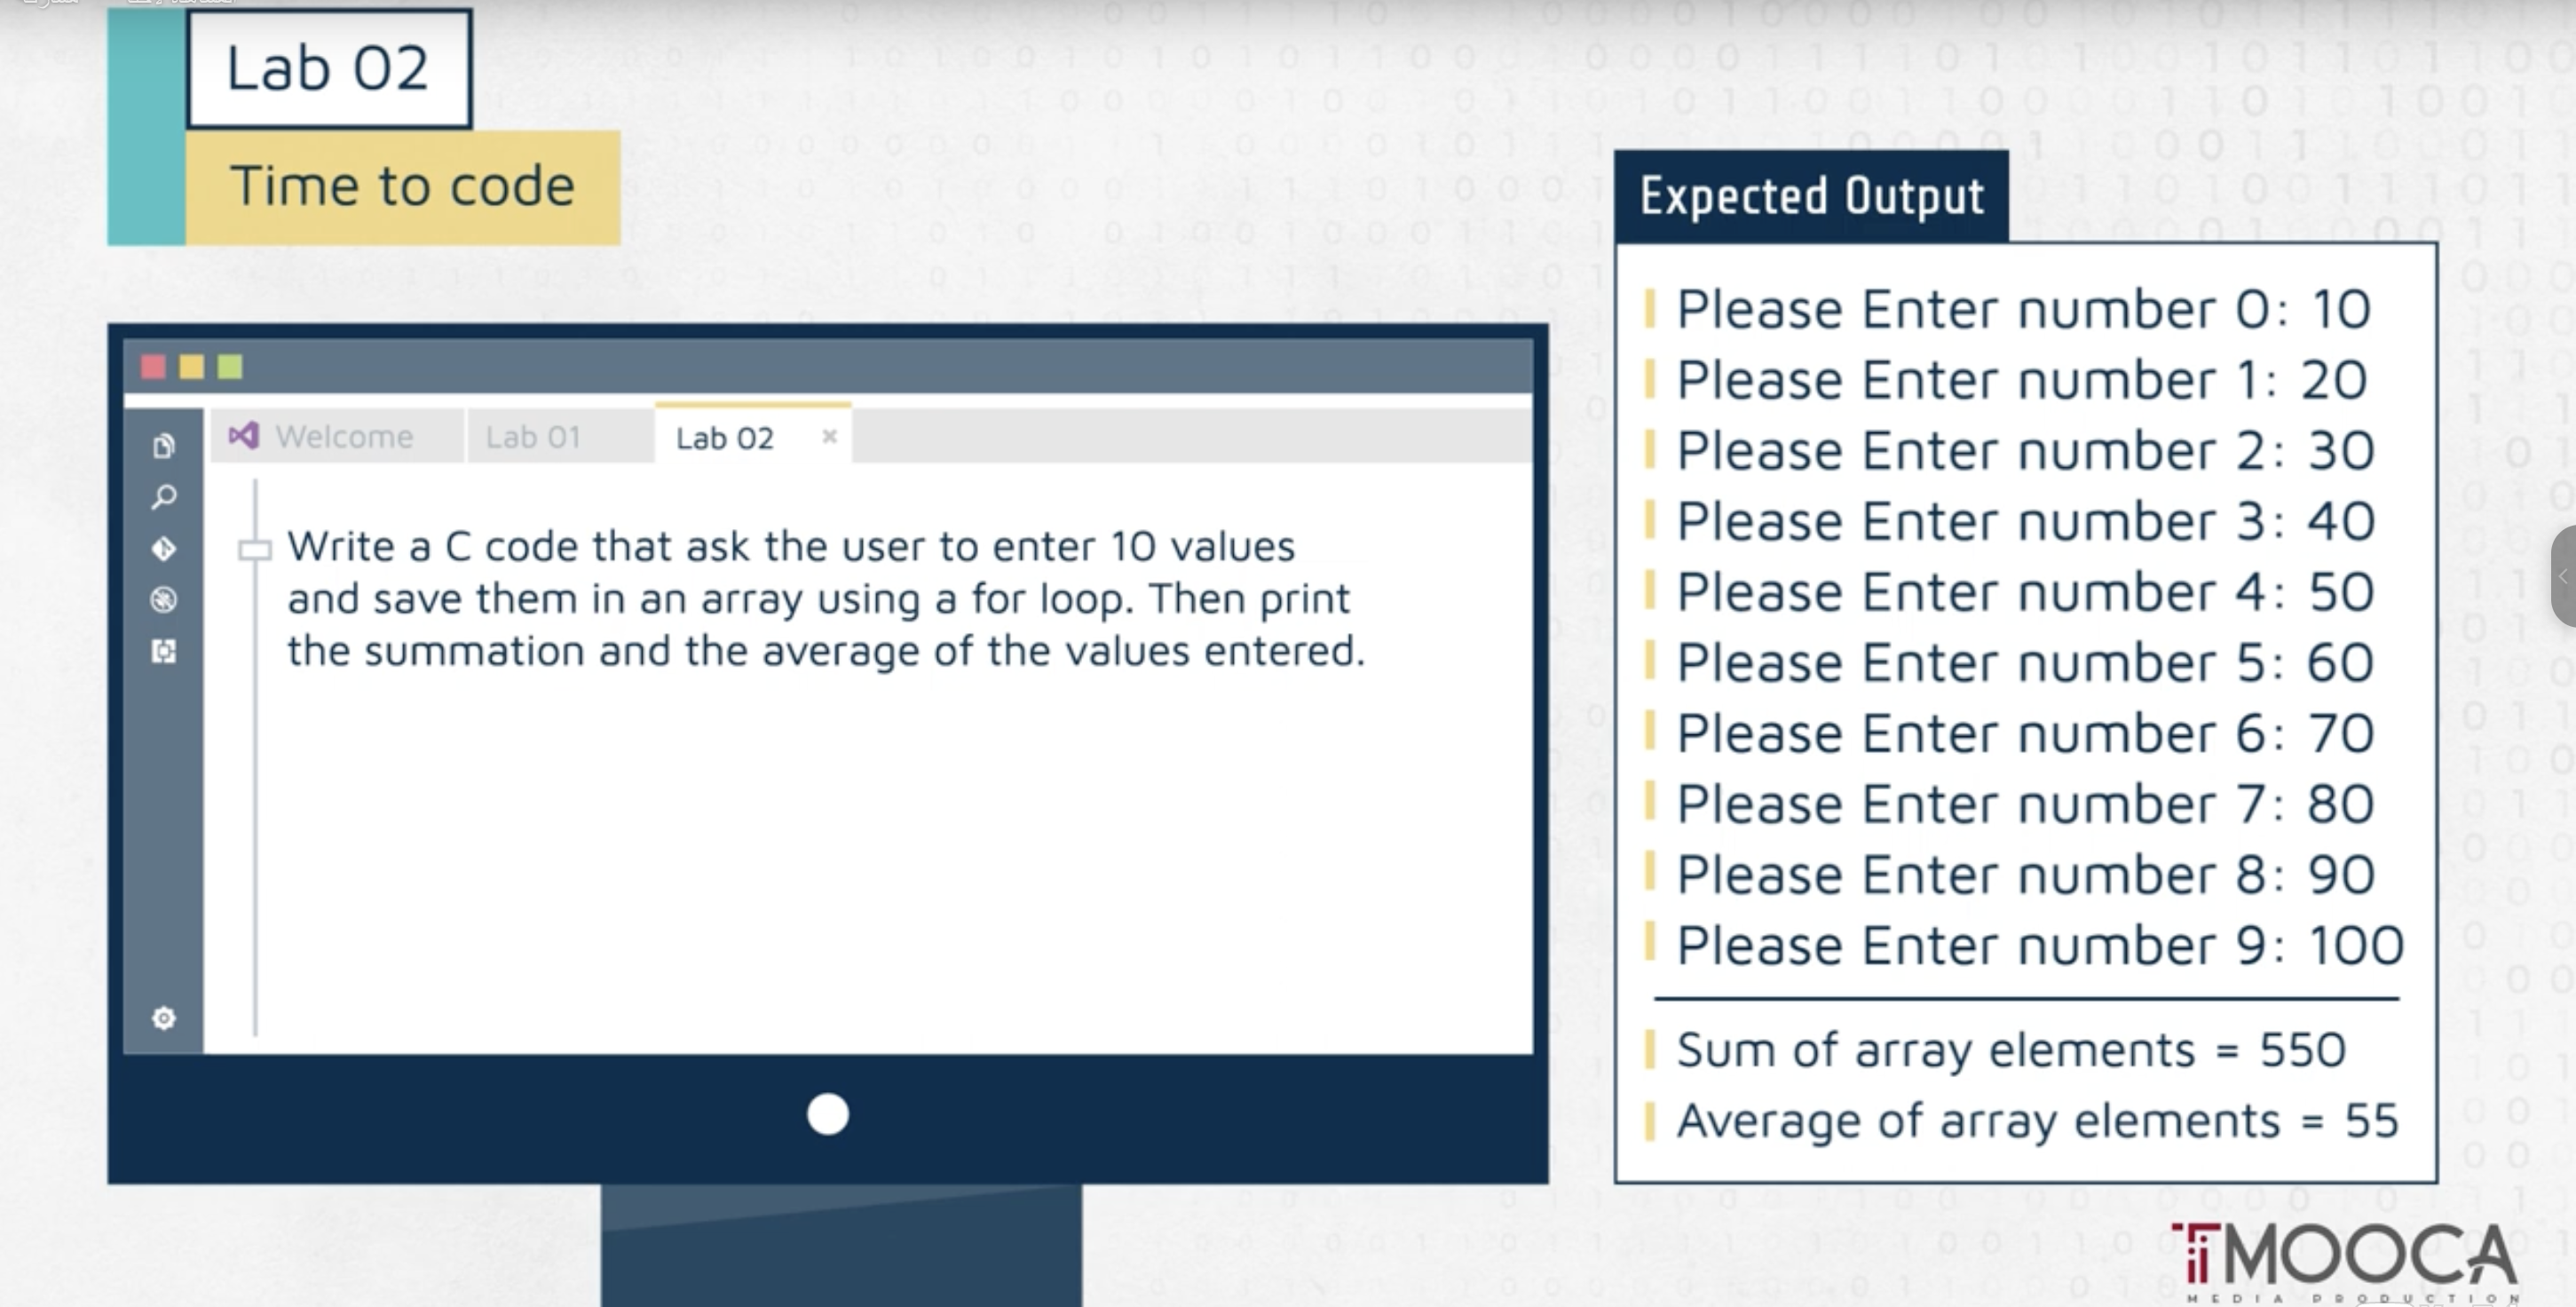 Lab 02
Time to code
Welcome
Lab 01
Lab 02
Write a C code that ask the user to enter 10 values
and save them in an array using a for loop. Then print
the summation and the average of the values entered.
Expected Output
Please Enter number 0: 10
Please Enter number 1: 20
Please Enter number 2: 30
Please Enter number 3: 40
Please Enter number 4: 50
Please Enter number 5: 60
Please Enter number 6: 70
Please Enter number 7: 80
Please Enter number 8: 90
Please Enter number 9: 100
Sum of array elements = 550
Average of array elements = 55
MOOCA
MEDIA PRODUCTION